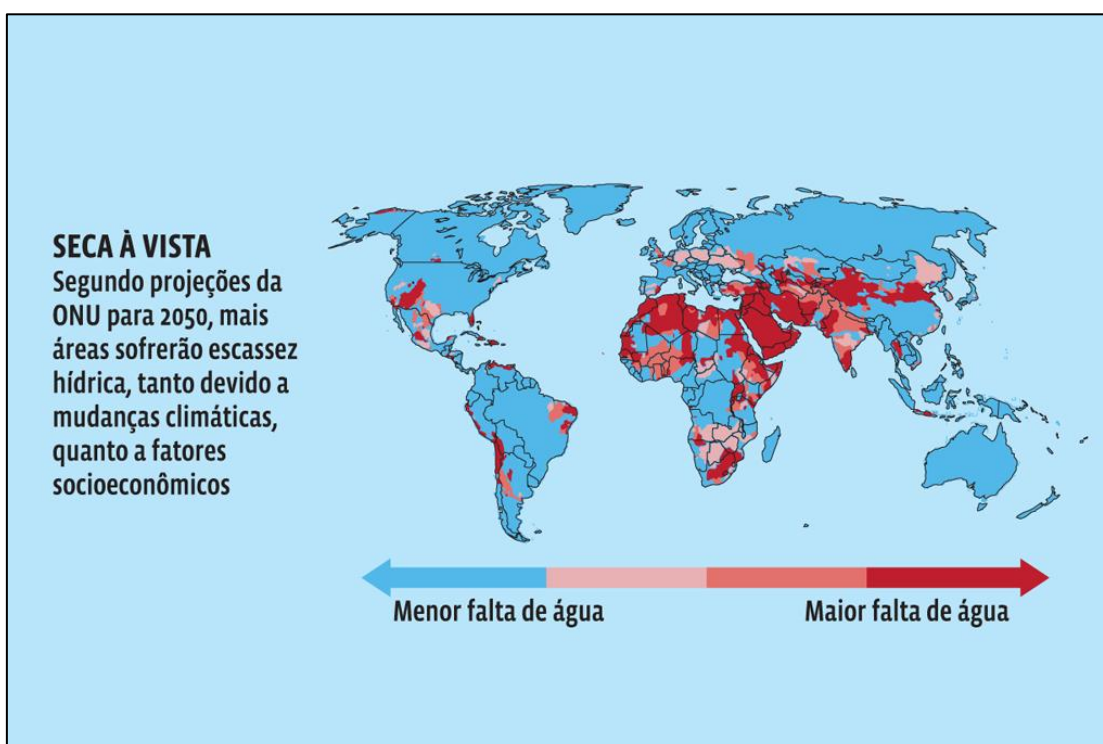 SECA À VISTA
Segundo projeções da
ONU para 2050, mais
áreas sofrerão escassez
hídrica, tanto devido a
mudanças climáticas,
quanto a fatores
socioeconômicos
Menor falta de água
Maior falta de água